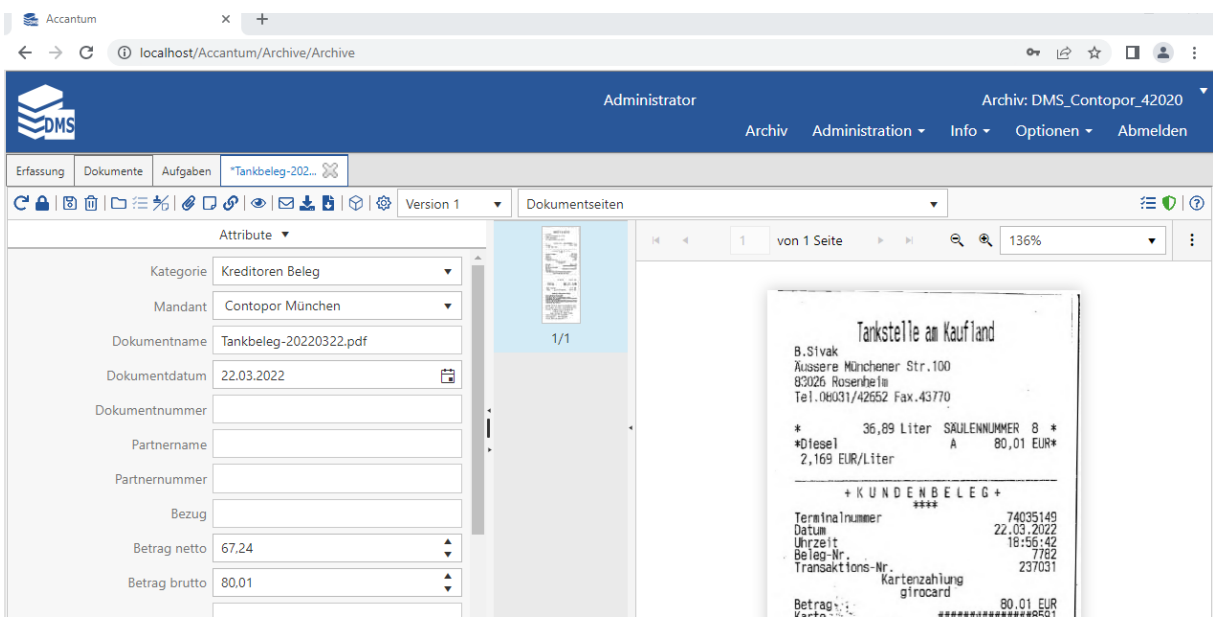 Accantum
localhost/Accantum/Archive/Archive
Administrator
Archiv: DMS_Contopor_42020
DMS
Archiv Administration Info Optionen Abmelden
Erfassung Dokumente Aufgaben *Tankbeleg-202...
Version 1 Dokumentseiten
Attribute
1 von 1 Seite 136%
Kategorie Kreditoren Beleg
Mandant Contopor München
Dokumentname Tankbeleg-20220322.pdf
Dokumentdatum 22.03.2022
Dokumentnummer
Partnername
Partnernummer
Bezug
Betrag netto 67,24
Betrag brutto 80,01
1/1
Tankstelle am Kaufland
B.Sivak
Äussere Münchener Str.100
83026 Rosenheim
Tel.08031/42652 Fax.43770
* 36,89 Liter SÄULENNUMMER 8 *
*Diesel A 80,01 EUR*
2,169 EUR/Liter
+KUNDENBELEG+
****
Terminalnummer 74035149
Datum 22.03.2022
Uhrzeit 18:56:42
Beleg-Nr. 7782
Transaktions-Nr. 237031
Kartenzahlung
girocard
Betrag 80.01 EUR
Karte ###############8591